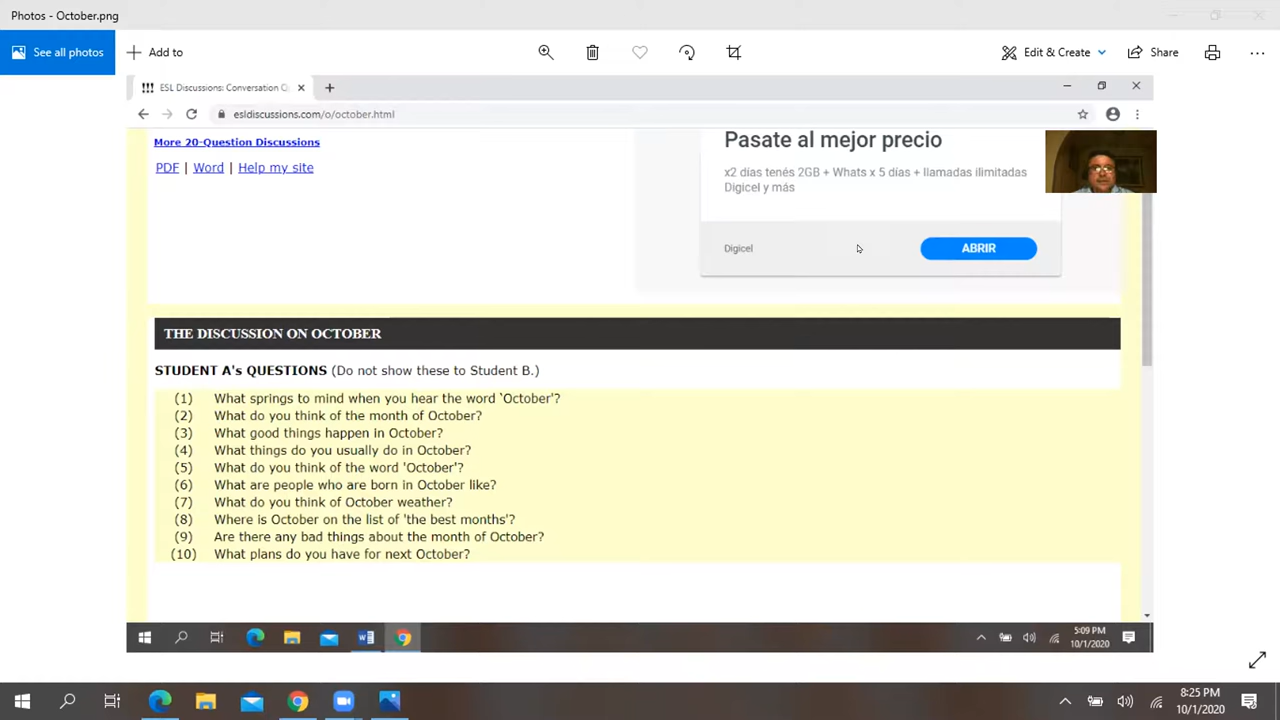 Photos - October.png
See all photos
Add to
Edit & Create
Share
ESL Discussions: Conversation Q
esldiscussions.com/o/october.html
More 20-Question Discussions
PDF | Word | Help my site
Pasate al mejor precio
x2 días tenés 2GB + Whats x 5 días + llamadas ilimitadas
Digicel y más
Digicel
ABRIR
THE DISCUSSION ON OCTOBER
STUDENT A's QUESTIONS (Do not show these to Student B.)
(1) What springs to mind when you hear the word ‘October’?
(2) What do you think of the month of October?
(3) What good things happen in October?
(4) What things do you usually do in October?
(5) What do you think of the word 'October'?
(6) What are people who are born in October like?
(7) What do you think of October weather?
(8) Where is October on the list of 'the best months'?
(9) Are there any bad things about the month of October?
(10) What plans do you have for next October?
5:09 PM
10/1/2020
8:25 PM
10/1/2020